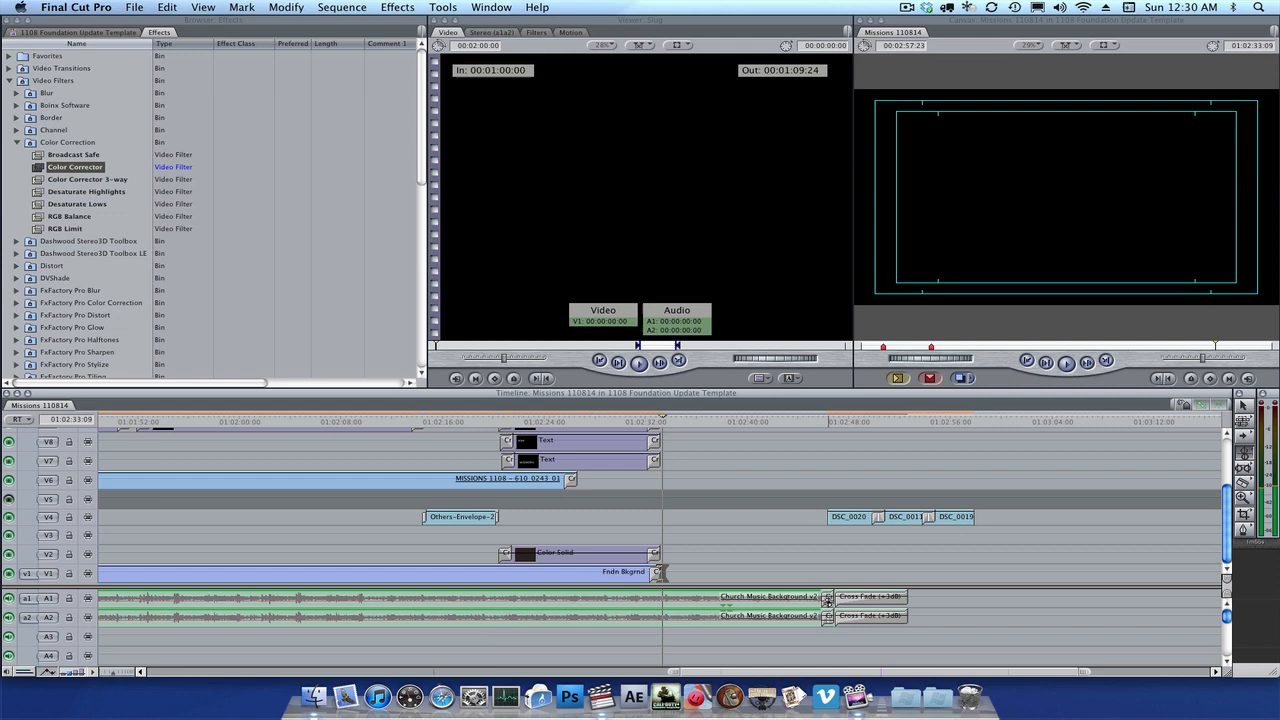 Final Cut Pro File Edit View Mark Modify Sequence Effects Tools Window Help Sun 12:30 AM
Browser: Effects
Viewer: Slug
Canvas: Missions 110814 in 1108 Foundation Update Template
1108 Foundation Update Template Effects
Video Stereo (a1a2) Filters Motion
Missions 110814
Name Type Effect Class Preferred Length Comment 1
00:02:00:00 28% 00:00:00:00
00:02:57:23 29% 01:02:33:09
Favorites Bin
Video Transitions Bin
Video Filters Bin
Blur Bin
Boinx Software Bin
Border Bin
Channel Bin
Color Correction Bin
Broadcast Safe Video Filter
Color Corrector Video Filter
Color Corrector 3-way Video Filter
Desaturate Highlights Video Filter
Desaturate Lows Video Filter
RGB Balance Video Filter
RGB Limit Video Filter
Dashwood Stereo3D Toolbox Bin
Dashwood Stereo3D Toolbox LE Bin
Distort Bin
DVShade Bin
FxFactory Pro Blur Bin
FxFactory Pro Color Correction Bin
FxFactory Pro Distort Bin
FxFactory Pro Glow Bin
FxFactory Pro Halftones Bin
FxFactory Pro Sharpen Bin
FxFactory Pro Stylize Bin
FxFactory Pro Tiling Bin
In: 00:01:00:00
Out: 00:01:09:24
Video
V1: 00:00:00:00
Audio
A1: 00:00:00:00
A2: 00:00:00:00
Timeline: Missions 110814 in 1108 Foundation Update Template
Missions 110814
RT 01:02:33:09
01:01:52:00 01:02:00:00 01:02:08:00 01:02:16:00 01:02:24:00 01:02:32:00 01:02:40:00 01:02:48:00 01:02:56:00 01:03:04:00 01:03:12:00
V8 Text
V7 Text
V6 MISSIONS 1108 - 610_0243_01
V5
V4 Others-Envelope-2 DSC_0020 DSC_0011 DSC_0019
V3
V2 Color Solid
v1 V1 Fndn Bkgrnd
a1 A1 Church Music Background v2 Cross Fade (+3dB)
a2 A2 Church Music Background v2 Cross Fade (+3dB)
A3
A4
Ps
Ae